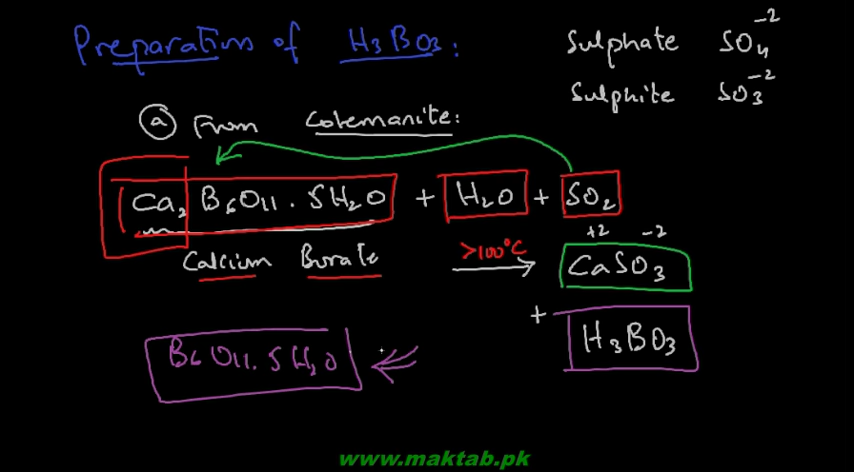 Preparation of H₃BO₃:
Sulphate SO₄⁻²
Sulphite SO₃⁻²
ⓐ From Colemanite:
Ca₂ B₆O₁₁ . 5H₂O + H₂O + SO₂
Calcium Borate >100°C → CaSO₃
+2 -2
+ H₃BO₃
B₆O₁₁. 5H₂O
www.maktab.pk